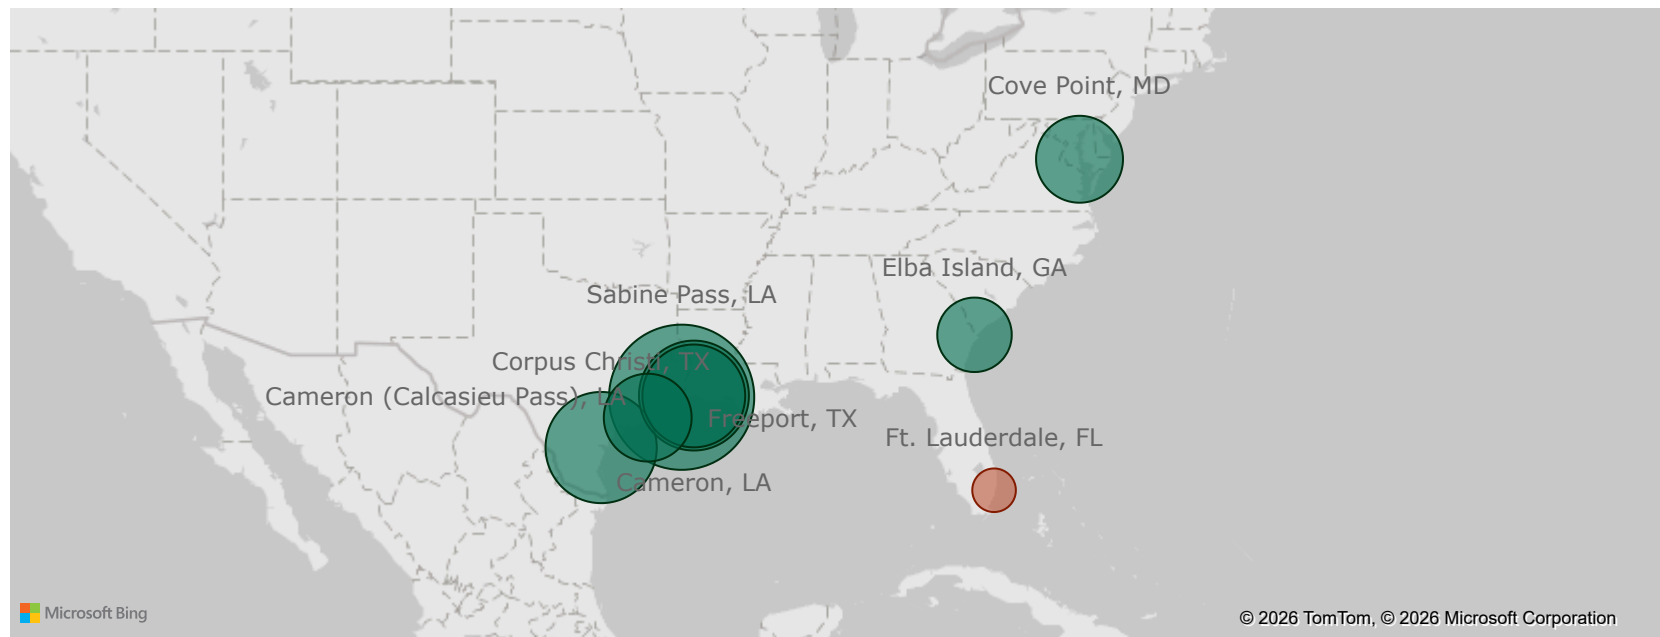 Cove Point, MD
Elba Island, GA
Sabine Pass, LA
Corpus Christi, TX
Cameron (Calcasieu Pass), LA
Freeport, TX
Ft. Lauderdale, FL
Cameron, LA
Microsoft Bing
© 2026 TomTom, © 2026 Microsoft Corporation